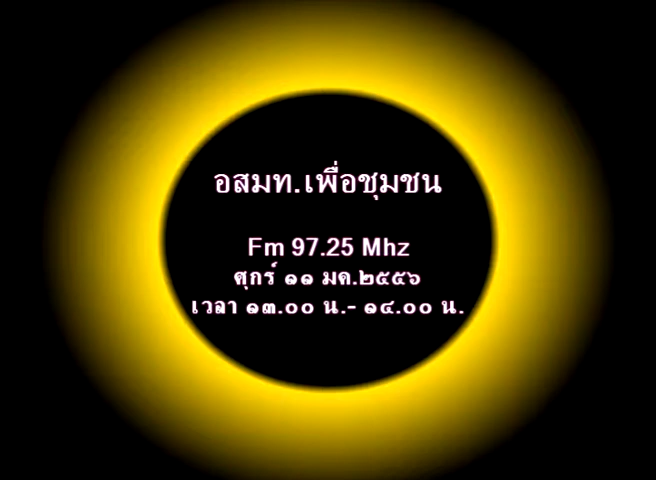 อสมท.เพื่อชุมชน
Fm 97.25 Mhz
ศุกร์ ๑๑ มค.๒๕๕๖
เวลา ๑๓.๐๐ น.- ๑๔.๐๐ น.